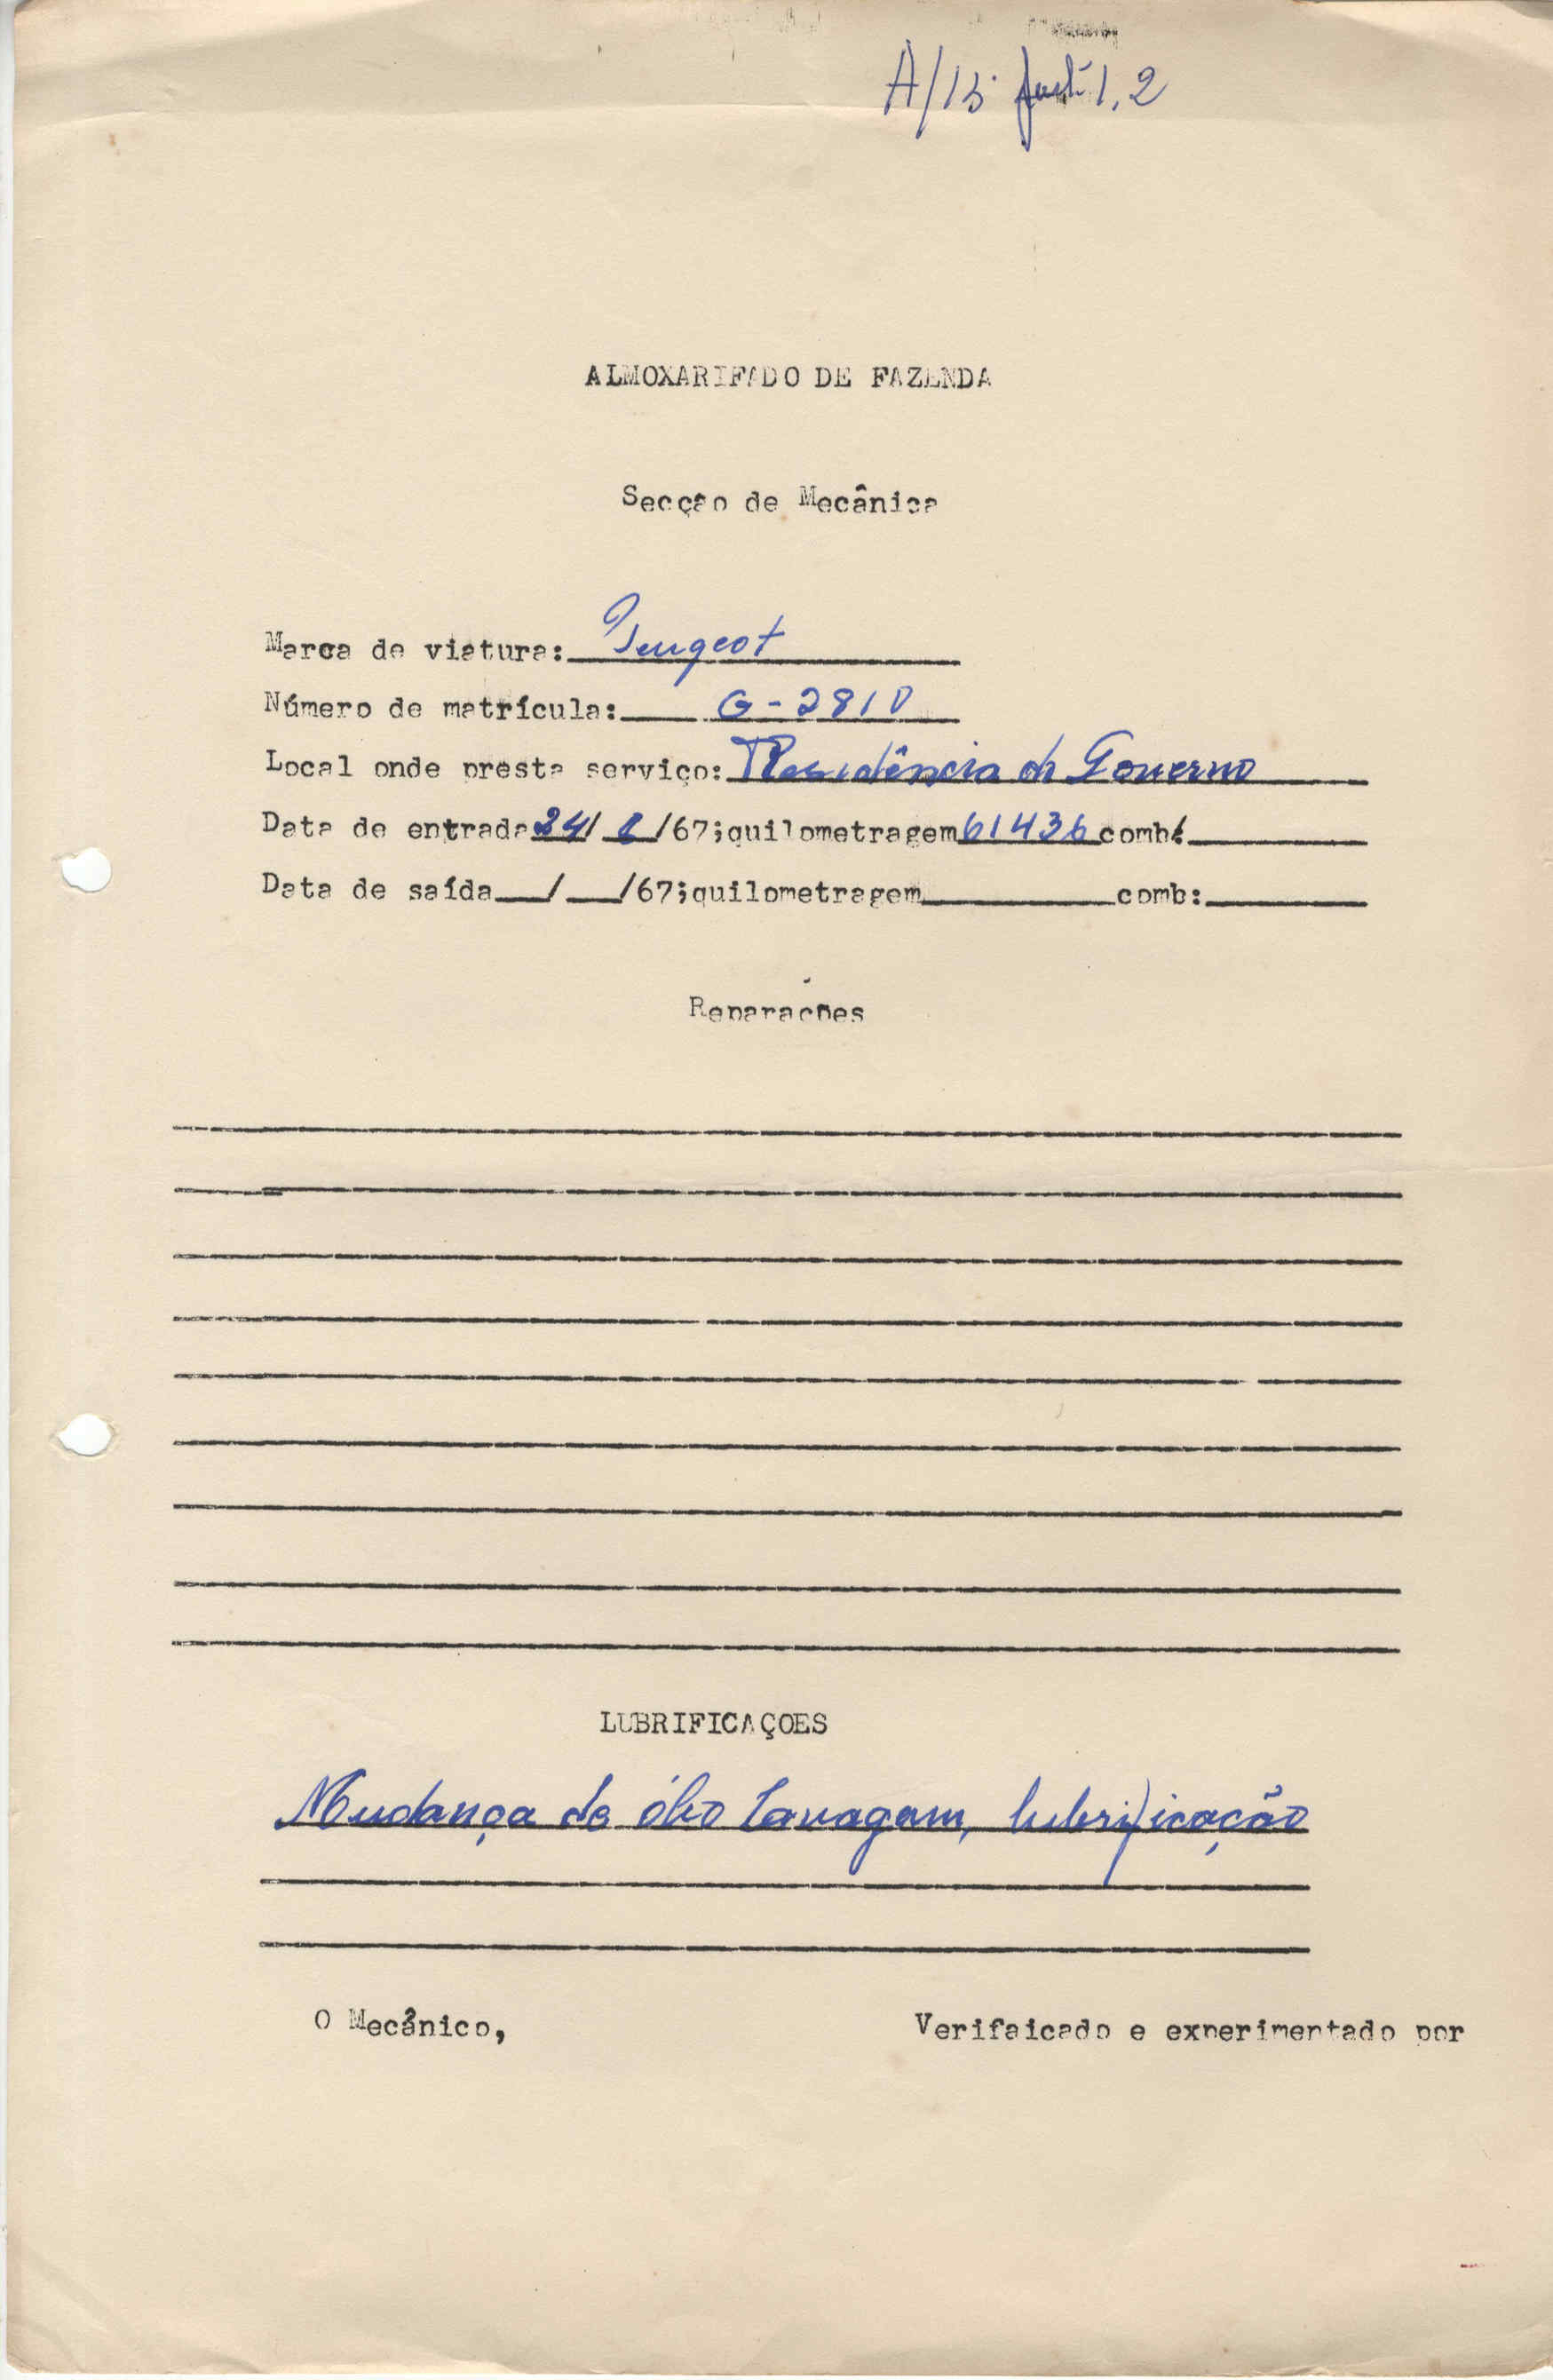 A/15 1,2
ALMOXARIFADO DE FAZENDA
Secção de Mecânica
Marca de viatura: Peugeot
Número de matrícula: G-2810
Local onde presta serviço: Residência do Governo
Data de entrada 24/ 8 /67;quilometragem 61436 comb:
Data de saída / /67;quilometragem comb:
Reparações
LUBRIFICAÇOES
Mudança de óleo lavagem, lubrificação
O Mecânico,
Verifaicado e experimentado por